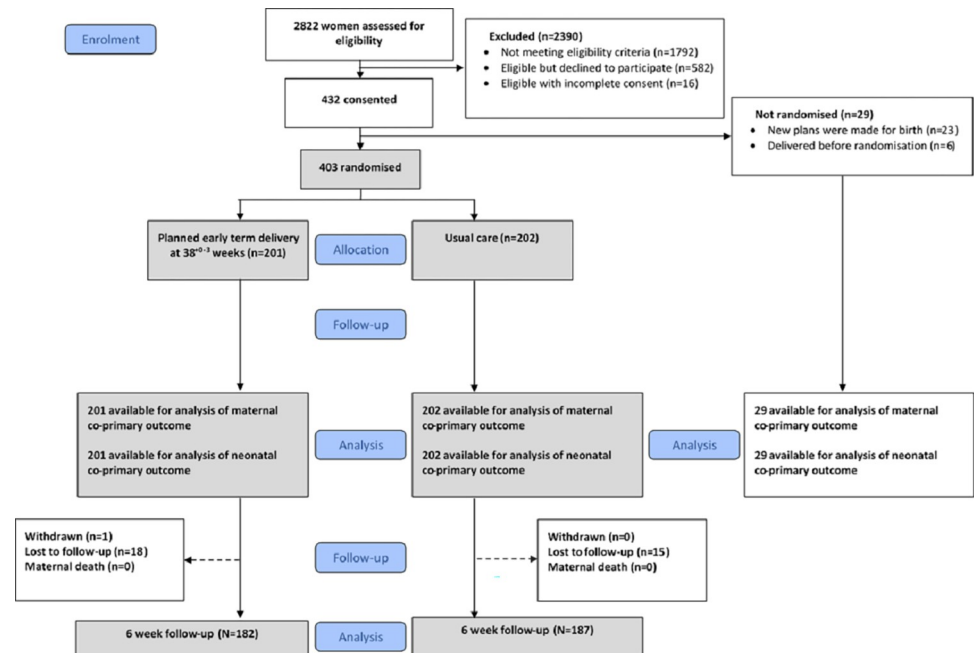 Enrolment
2822 women assessed for
eligibility
Excluded (n=2390)
• Not meeting eligibility criteria (n=1792)
• Eligible but declined to participate (n=582)
• Eligible with incomplete consent (n=16)
432 consented
Not randomised (n=29)
• New plans were made for birth (n=23)
• Delivered before randomisation (n=6)
403 randomised
Planned early term delivery
at 38⁺⁰⁻³ weeks (n=201)
Allocation
Usual care (n=202)
Follow-up
201 available for analysis of maternal
co-primary outcome
201 available for analysis of neonatal
co-primary outcome
Analysis
202 available for analysis of maternal
co-primary outcome
202 available for analysis of neonatal
co-primary outcome
Analysis
29 available for analysis of maternal
co-primary outcome
29 available for analysis of neonatal
co-primary outcome
Withdrawn (n=1)
Lost to follow-up (n=18)
Maternal death (n=0)
Follow-up
Withdrawn (n=0)
Lost to follow-up (n=15)
Maternal death (n=0)
6 week follow-up (N=182)
Analysis
6 week follow-up (N=187)